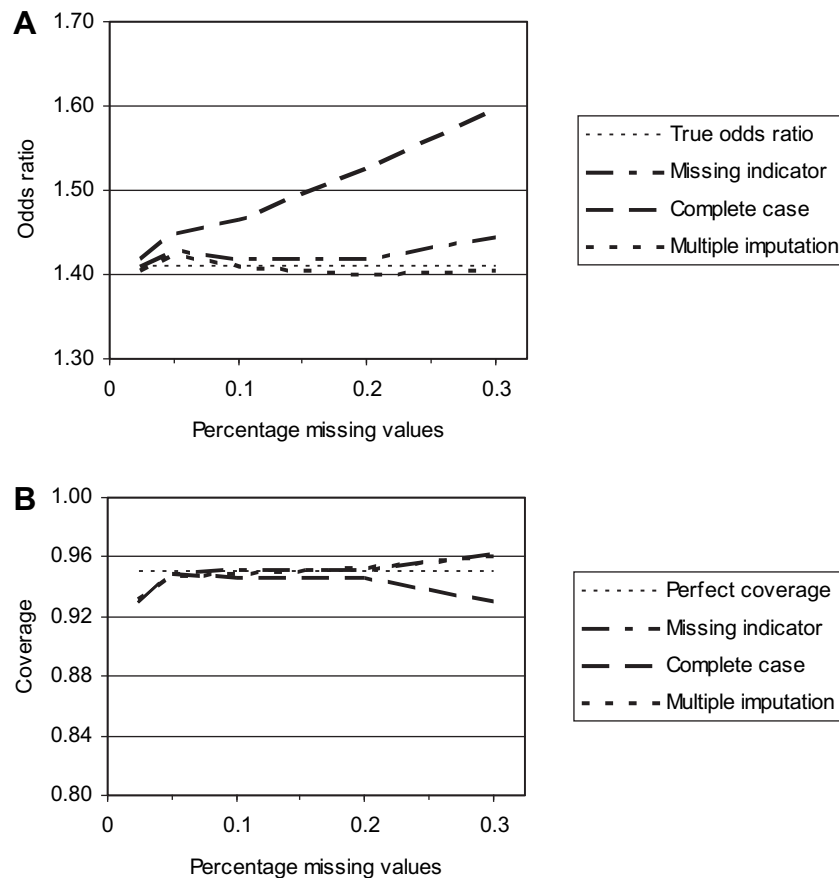 A
1.70
1.60
1.50
1.40
1.30
Odds ratio
0
0.1
0.2
0.3
Percentage missing values
True odds ratio
Missing indicator
Complete case
Multiple imputation
B
1.00
0.96
0.92
0.88
0.84
0.80
Coverage
0
0.1
0.2
0.3
Percentage missing values
Perfect coverage
Missing indicator
Complete case
Multiple imputation